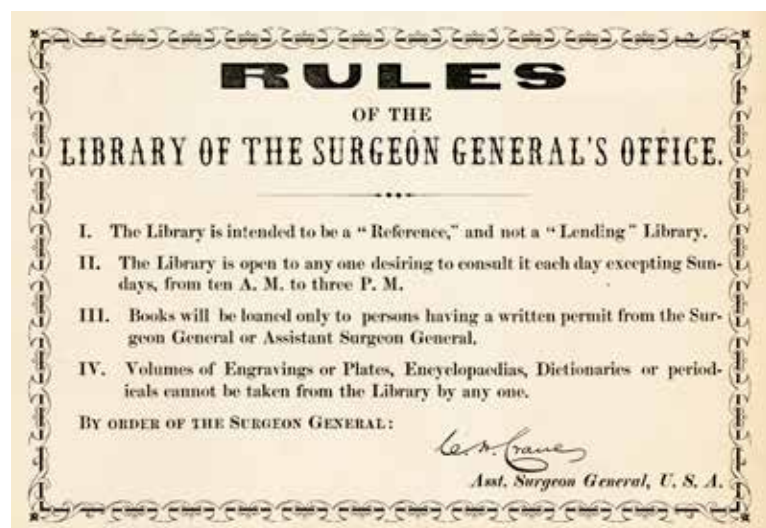 RULES
OF THE
LIBRARY OF THE SURGEON GENERAL'S OFFICE.
I. The Library is intended to be a "Reference," and not a "Lending" Library.
II. The Library is open to any one desiring to consult it each day excepting Sun-
days, from ten A. M. to three P. M.
III. Books will be loaned only to persons having a written permit from the Sur-
geon General or Assistant Surgeon General.
IV. Volumes of Engravings or Plates, Encyclopaedias, Dictionaries or period-
icals cannot be taken from the Library by any one.
BY ORDER OF THE SURGEON GENERAL:
C. H. Crane
Asst. Surgeon General, U. S. A.